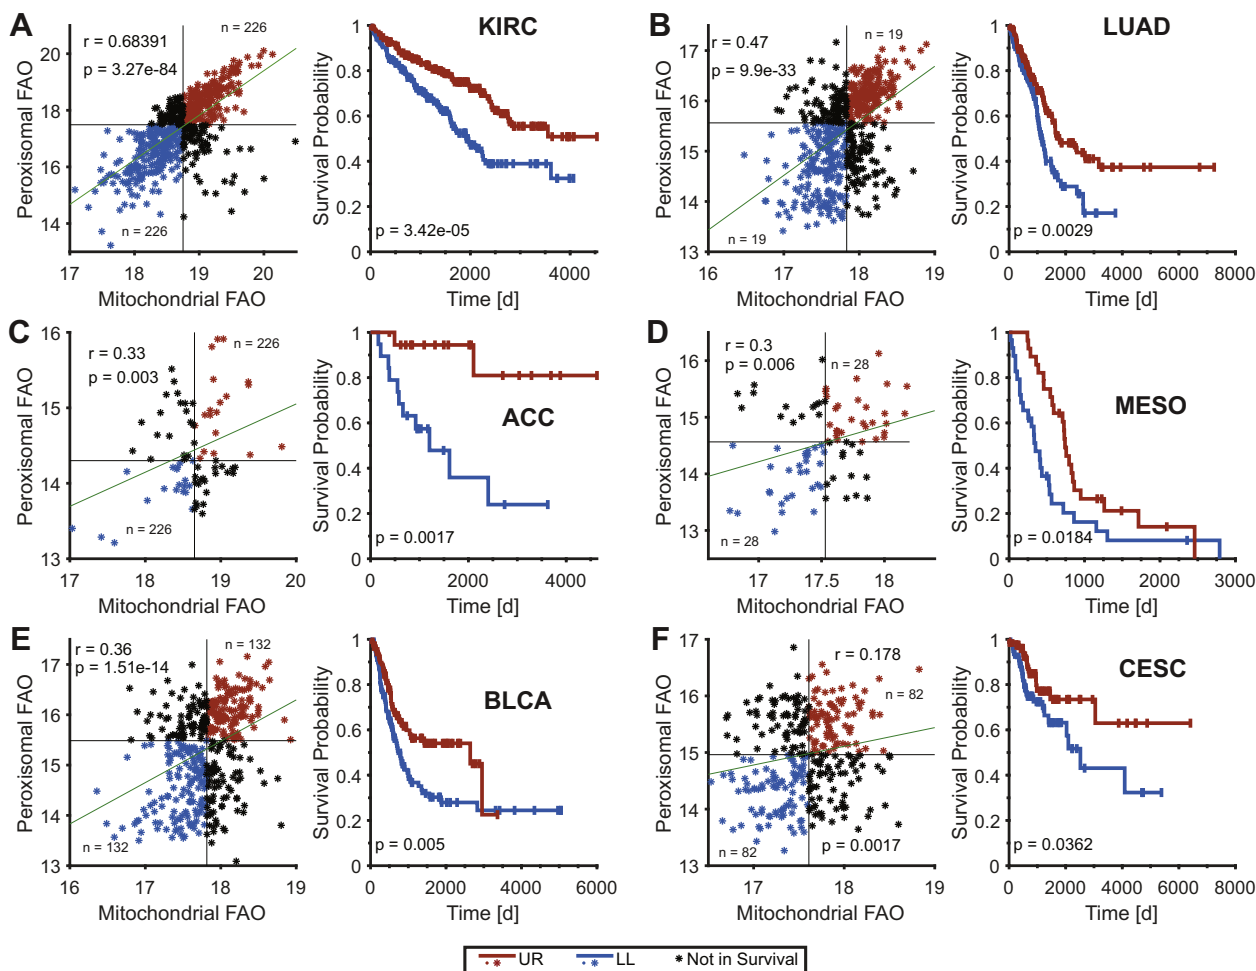 A
r = 0.68391
p = 3.27e-84
n = 226
n = 226
20
19
18
17
16
15
14
17
18
19
20
Peroxisomal FAO
Mitochondrial FAO
KIRC
Survival Probability
1
0.8
0.6
0.4
0.2
0
p = 3.42e-05
0
2000
4000
Time [d]
B
r = 0.47
p = 9.9e-33
n = 19
n = 19
17
16
15
14
13
16
17
18
19
Peroxisomal FAO
Mitochondrial FAO
LUAD
Survival Probability
1
0.8
0.6
0.4
0.2
0
p = 0.0029
0
2000
4000
6000
8000
Time [d]
C
r = 0.33
p = 0.003
n = 226
n = 226
16
15
14
13
17
18
19
20
Peroxisomal FAO
Mitochondrial FAO
ACC
Survival Probability
1
0.8
0.6
0.4
0.2
0
p = 0.0017
0
2000
4000
Time [d]
D
r = 0.3
p = 0.006
n = 28
n = 28
16
15
14
13
17
17.5
18
Peroxisomal FAO
Mitochondrial FAO
MESO
Survival Probability
1
0.8
0.6
0.4
0.2
0
p = 0.0184
0
1000
2000
3000
Time [d]
E
r = 0.36
p = 1.51e-14
n = 132
n = 132
17
16
15
14
13
16
17
18
19
Peroxisomal FAO
Mitochondrial FAO
BLCA
Survival Probability
1
0.8
0.6
0.4
0.2
0
p = 0.005
0
2000
4000
6000
Time [d]
F
r = 0.178
n = 82
n = 82
p = 0.0017
17
16
15
14
13
17
18
19
Peroxisomal FAO
Mitochondrial FAO
CESC
Survival Probability
1
0.8
0.6
0.4
0.2
0
p = 0.0362
0
2000
4000
6000
8000
Time [d]
UR
LL
Not in Survival